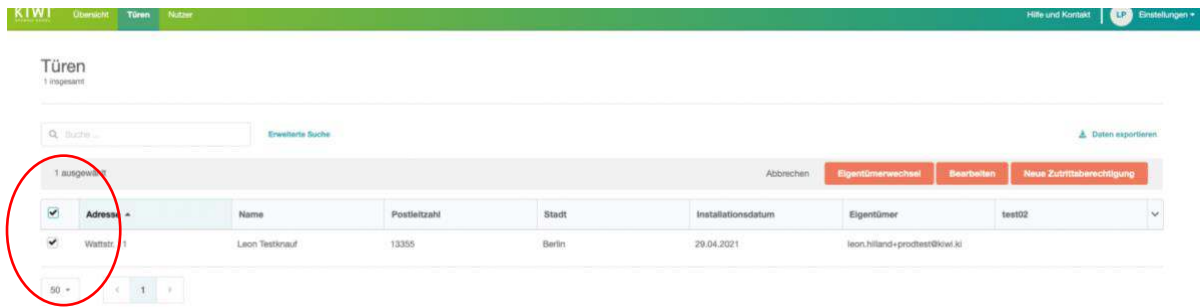 KIWI Übersicht Türen Nutzer Hilfe und Kontakt LP Einstellungen
Türen
1 insgesamt
Suche ... Erweiterte Suche Daten exportieren
1 ausgewählt Abbrechen Eigentümerwechsel Bearbeiten Neue Zutrittsberechtigung
Adresse Name Postleitzahl Stadt Installationsdatum Eigentümer test02
Wattstr. 11 Leon Testknauf 13355 Berlin 29.04.2021 leon.hilland+prodtest@kiwi.ki
50 < 1 >